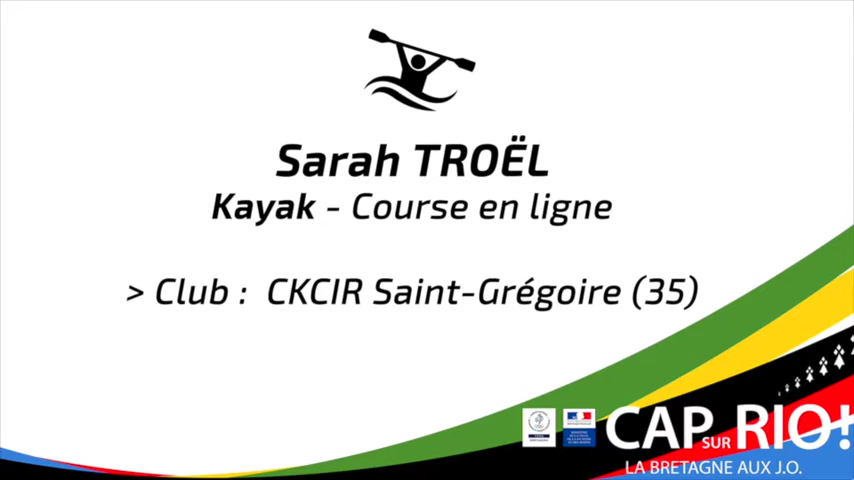 Sarah TROËL
Kayak - Course en ligne
> Club : CKCIR Saint-Grégoire (35)
CAP SUR RIO!
LA BRETAGNE AUX J.O.